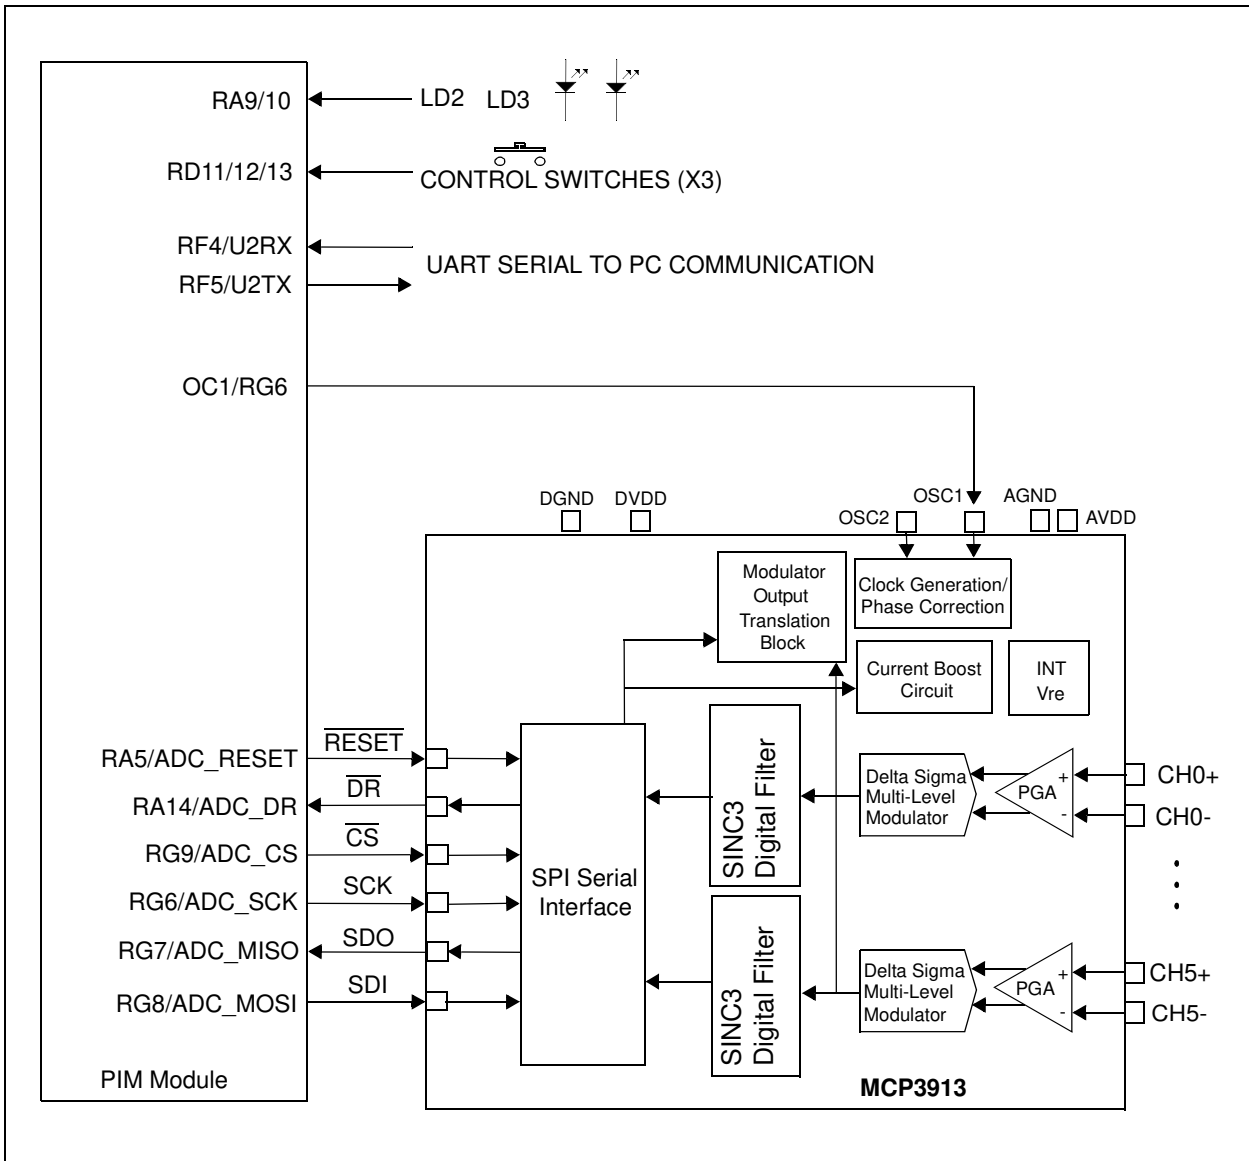 RA9/10
LD2 LD3
RD11/12/13
CONTROL SWITCHES (X3)
RF4/U2RX
UART SERIAL TO PC COMMUNICATION
RF5/U2TX
OC1/RG6
DGND
DVDD
OSC2
OSC1
AGND
AVDD
Modulator
Output
Translation
Block
Clock Generation/
Phase Correction
Current Boost
Circuit
INT
Vre
RA5/ADC_RESET
RESET
RA14/ADC_DR
DR
RG9/ADC_CS
CS
RG6/ADC_SCK
SCK
RG7/ADC_MISO
SDO
RG8/ADC_MOSI
SDI
SPI Serial
Interface
SINC3
Digital Filter
Delta Sigma
Multi-Level
Modulator
PGA
+
-
CH0+
CH0-
SINC3
Digital Filter
Delta Sigma
Multi-Level
Modulator
PGA
+
-
CH5+
CH5-
PIM Module
MCP3913